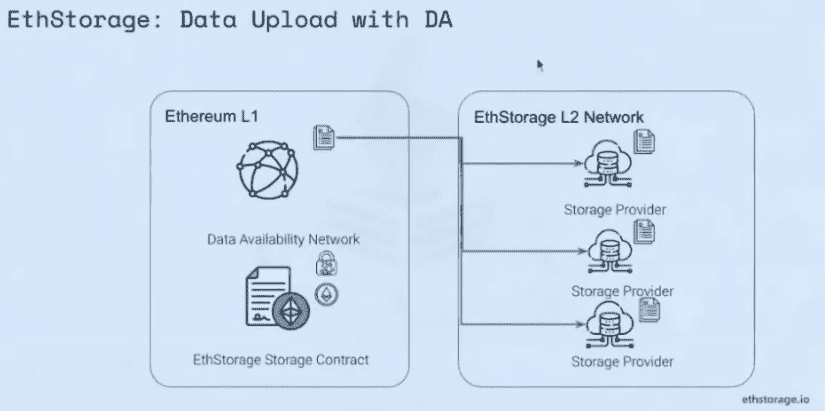 EthStorage: Data Upload with DA
Ethereum L1
Data Availability Network
EthStorage Storage Contract
EthStorage L2 Network
Storage Provider
Storage Provider
Storage Provider
ethstorage.io